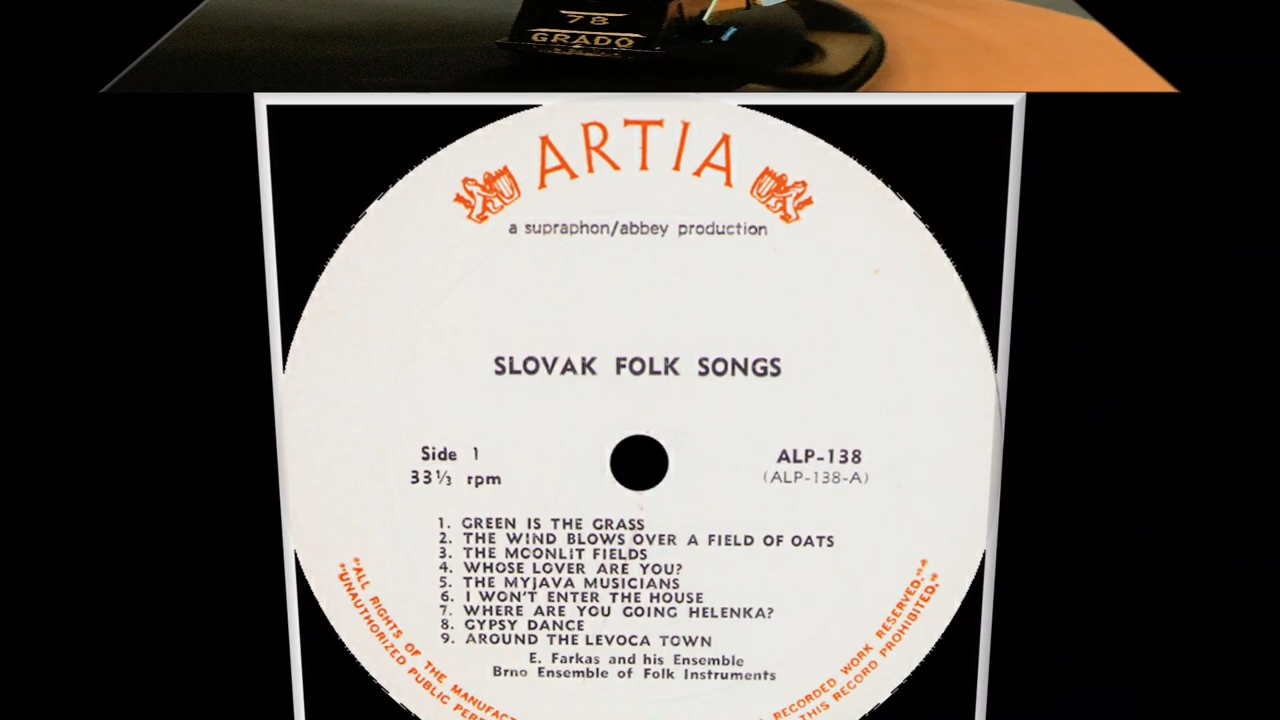 78
GRADO
ARTIA
a supraphon/abbey production
SLOVAK FOLK SONGS
Side 1
33⅓ rpm
ALP-138
(ALP-138-A)
1. GREEN IS THE GRASS
2. THE WIND BLOWS OVER A FIELD OF OATS
3. THE MOONLIT FIELDS
4. WHOSE LOVER ARE YOU?
5. THE MYJAVA MUSICIANS
6. I WON'T ENTER THE HOUSE
7. WHERE ARE YOU GOING HELENKA?
8. GYPSY DANCE
9. AROUND THE LEVOCA TOWN
E. Farkas and his Ensemble
Brno Ensemble of Folk Instruments
"ALL RIGHTS OF THE MANUFACT
"UNAUTHORIZED PUBLIC PER
RECORDED WORK RESERVED."
THIS RECORD PROHIBITED."